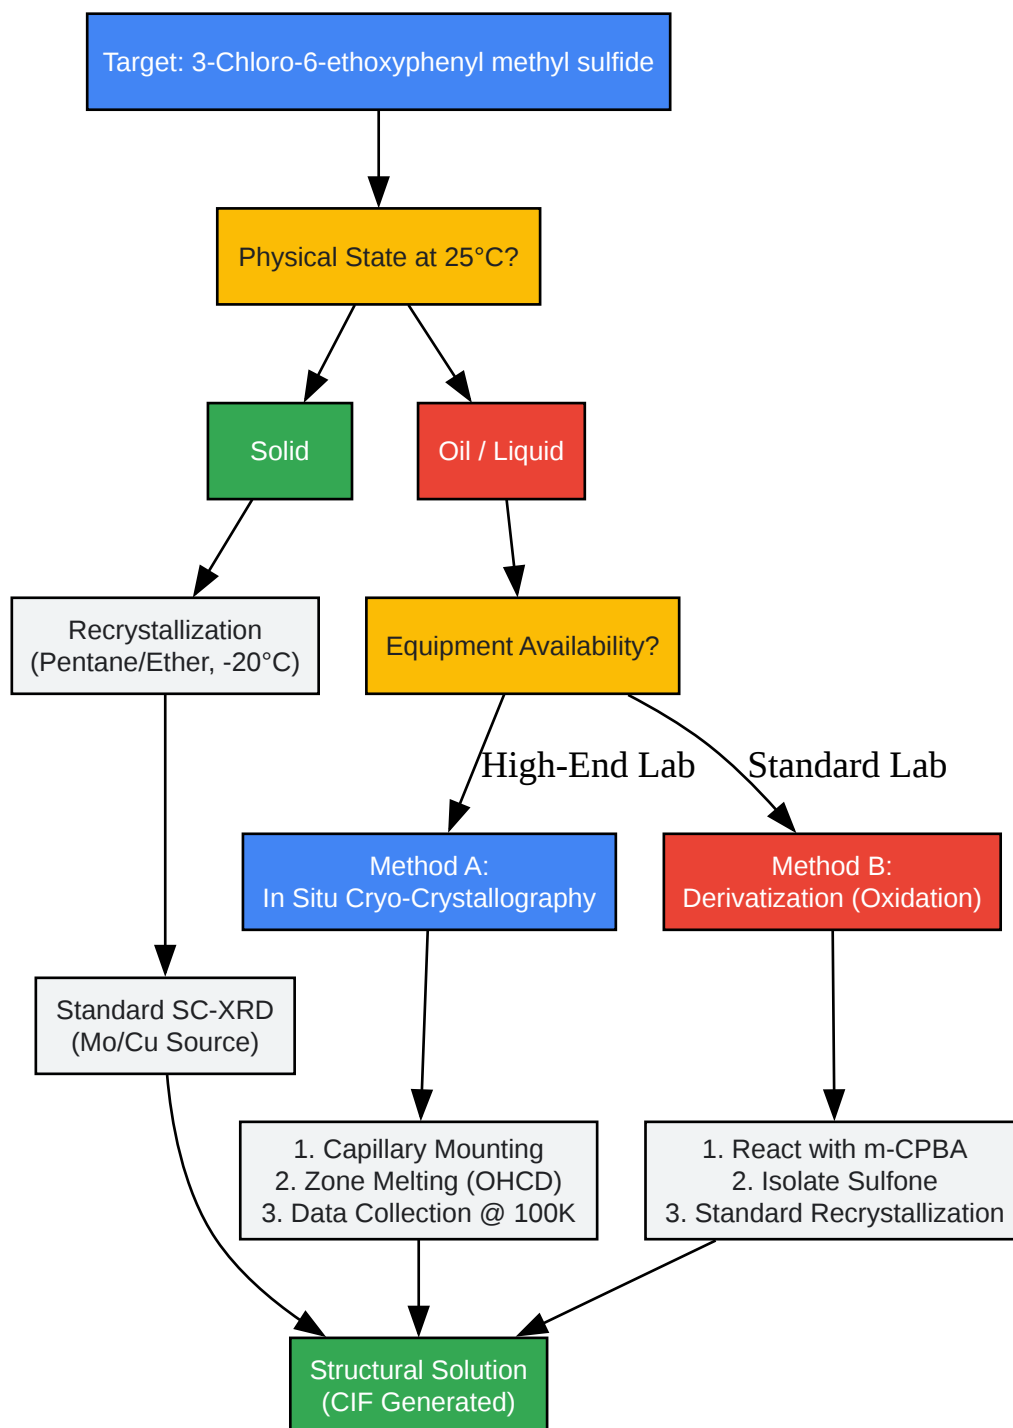 Target: 3-Chloro-6-ethoxyphenyl methyl sulfide
Physical State at 25°C?
Solid
Oil / Liquid
Recrystallization
(Pentane/Ether, -20°C)
Equipment Availability?
High-End Lab
Standard Lab
Method A:
In Situ Cryo-Crystallography
Method B:
Derivatization (Oxidation)
Standard SC-XRD
(Mo/Cu Source)
1. Capillary Mounting
2. Zone Melting (OHCD)
3. Data Collection @ 100K
1. React with m-CPBA
2. Isolate Sulfone
3. Standard Recrystallization
Structural Solution
(CIF Generated)